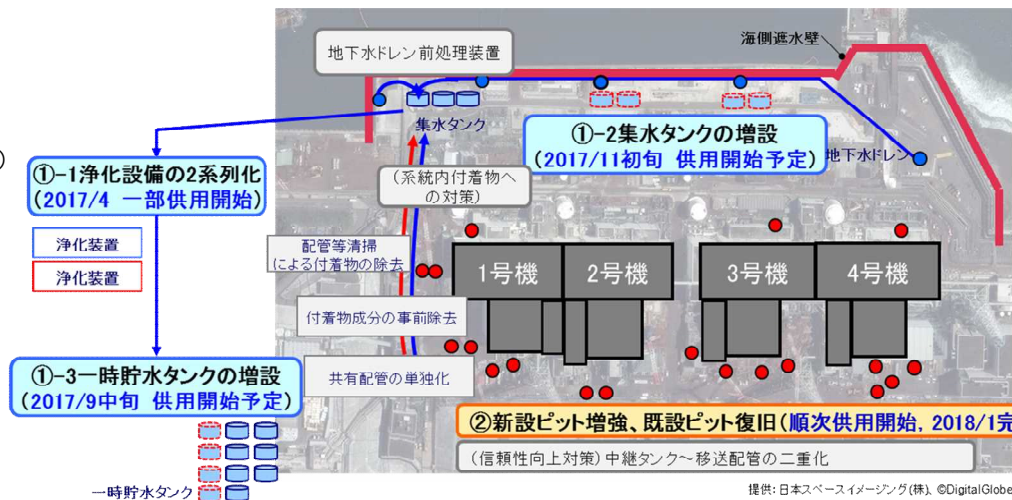 地下水ドレン前処理装置
海側遮水壁
集水タンク
①-2集水タンクの増設
(2017/11初旬 供用開始予定)
地下水ドレン
)
①-1浄化設備の2系列化
(2017/4 一部供用開始)
(系統内付着物へ
の対策)
浄化装置
浄化装置
配管等清掃
による付着物の除去
1号機
2号機
3号機
4号機
付着物成分の事前除去
①-3一時貯水タンクの増設
(2017/9中旬 供用開始予定)
共有配管の単独化
②新設ピット増強、既設ピット復旧(順次供用開始, 2018/1完
(信頼性向上対策) 中継タンク～移送配管の二重化
一時貯水タンク
提供: 日本スペースイメージング(株)、©DigitalGlobe